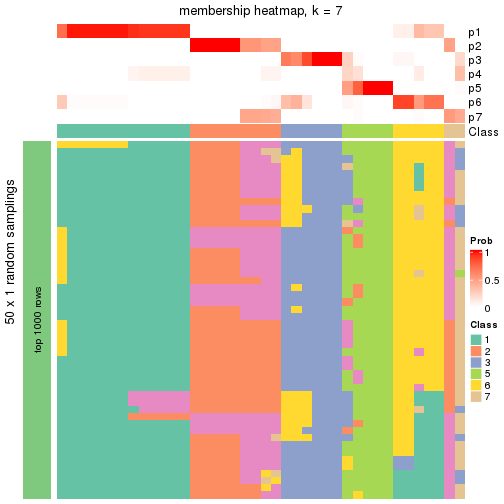 membership heatmap, k = 7
p1
p2
p3
p4
p5
p6
p7
Class
50 x 1 random samplings
top 1000 rows
Prob
1
0.5
0
Class
1
2
3
5
6
7